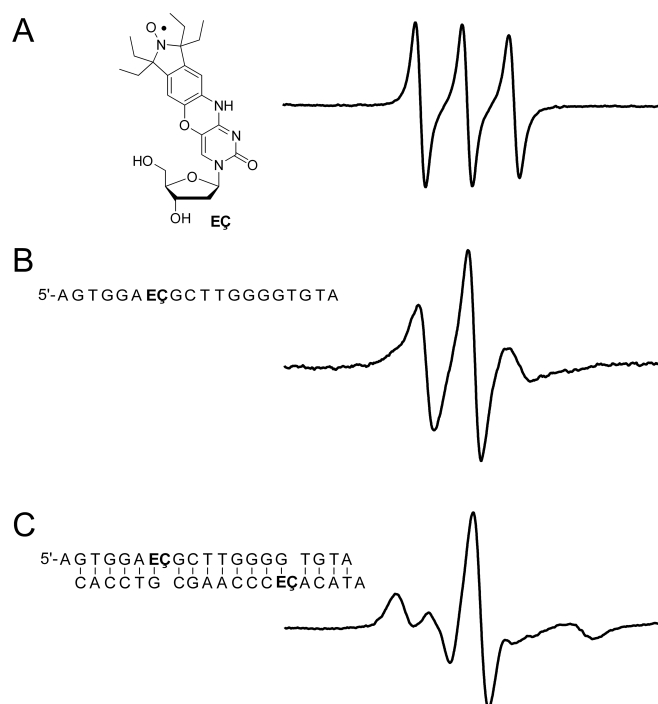 A
O •
N
NH
O
N
N
O
HO
O
OH
EÇ
B
5'-AGTGGAEÇGCTTGGGGTGTA
C
5'-AGTGGAEÇGCTTGGGG TGTA
CACCTG CGAACCCEÇACATA